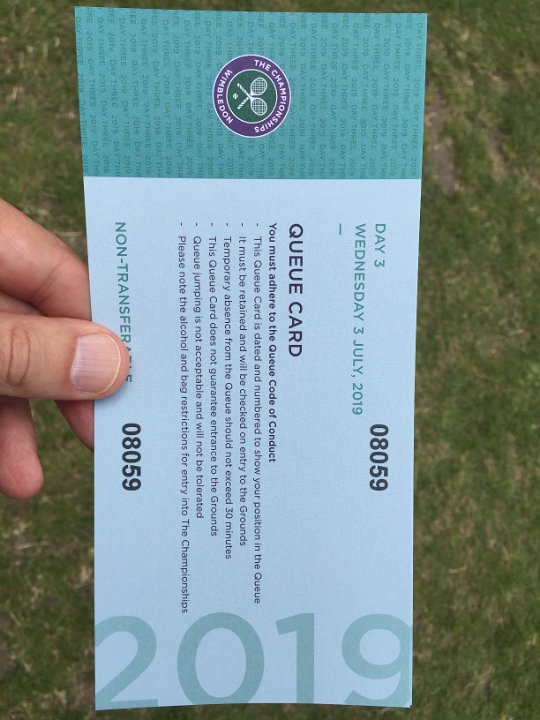 THE CHAMPIONSHIPS
WIMBLEDON
DAY 3
WEDNESDAY 3 JULY, 2019
08059
QUEUE CARD
You must adhere to the Queue Code of Conduct
- This Queue Card is dated and numbered to show your position in the Queue
- It must be retained and will be checked on entry to the Grounds
- Temporary absence from the Queue should not exceed 30 minutes
- This Queue Card does not guarantee entrance to the Grounds
- Queue jumping is not acceptable and will not be tolerated
- Please note the alcohol and bag restrictions for entry into The Championships
08059
2019
DAY THREE 2019